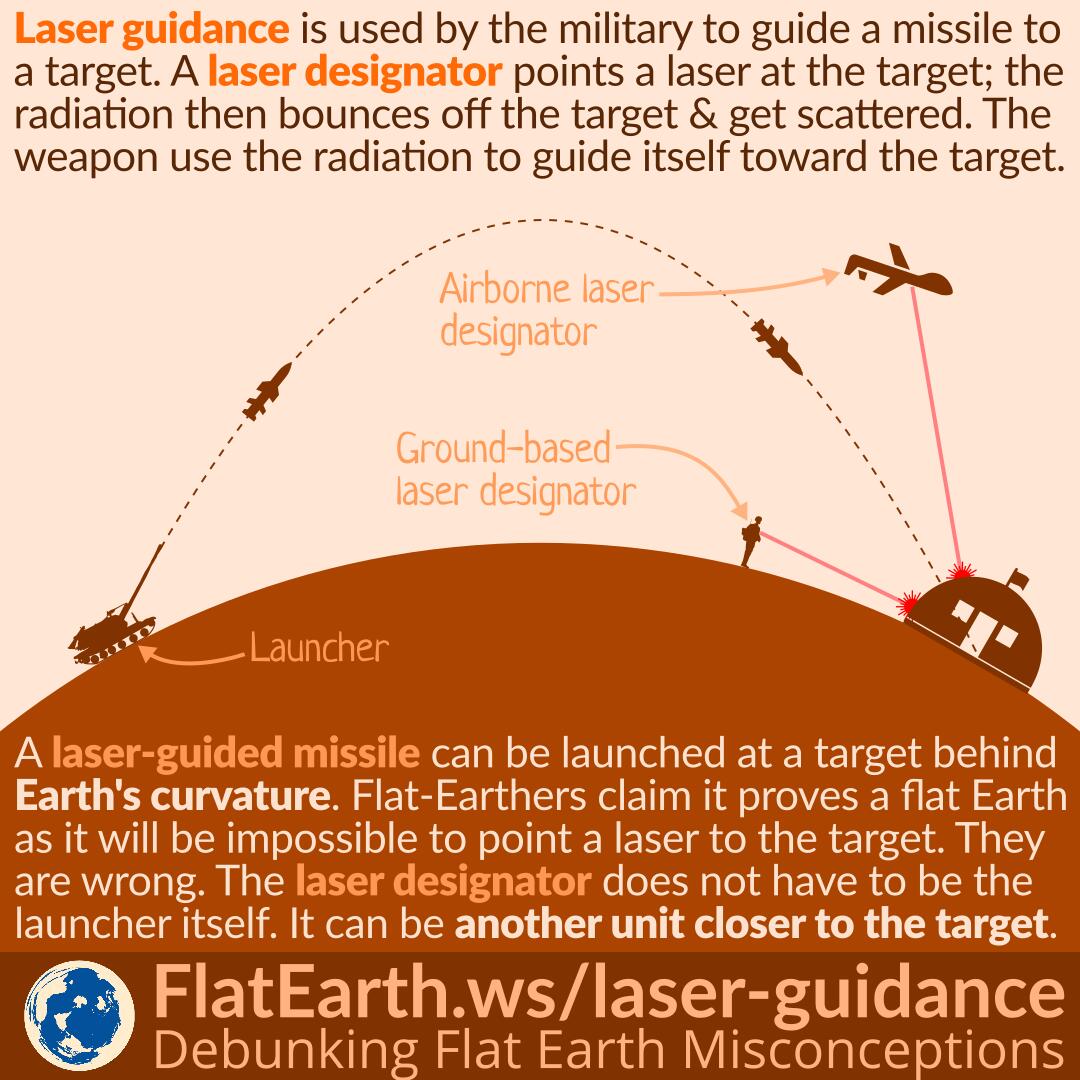 Laser guidance is used by the military to guide a missile to
a target. A laser designator points a laser at the target; the
radiation then bounces off the target & get scattered. The
weapon use the radiation to guide itself toward the target.
Airborne laser
designator
Ground-based
laser designator
Launcher
A laser-guided missile can be launched at a target behind
Earth's curvature. Flat-Earthers claim it proves a flat Earth
as it will be impossible to point a laser to the target. They
are wrong. The laser designator does not have to be the
launcher itself. It can be another unit closer to the target.
FlatEarth.ws/laser-guidance
Debunking Flat Earth Misconceptions